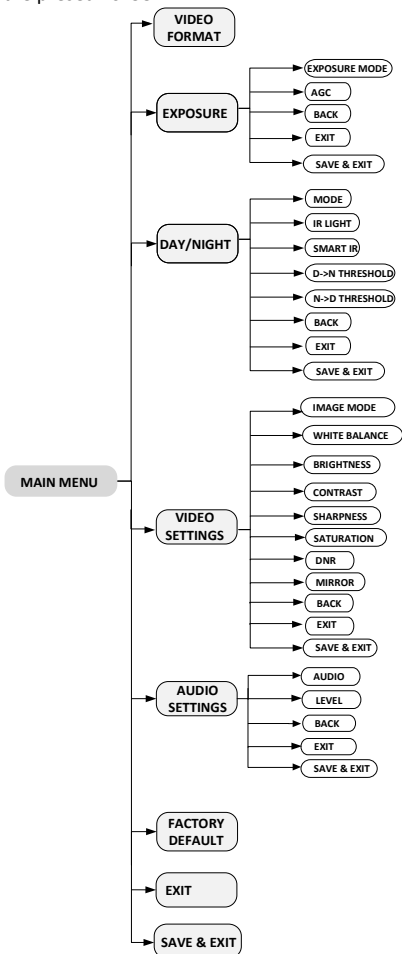 VIDEO
FORMAT
EXPOSURE
EXPOSURE MODE
AGC
BACK
EXIT
SAVE & EXIT
DAY/NIGHT
MODE
IR LIGHT
SMART IR
D->N THRESHOLD
N->D THRESHOLD
BACK
EXIT
SAVE & EXIT
MAIN MENU
VIDEO
SETTINGS
IMAGE MODE
WHITE BALANCE
BRIGHTNESS
CONTRAST
SHARPNESS
SATURATION
DNR
MIRROR
BACK
EXIT
SAVE & EXIT
AUDIO
SETTINGS
AUDIO
LEVEL
BACK
EXIT
SAVE & EXIT
FACTORY
DEFAULT
EXIT
SAVE & EXIT